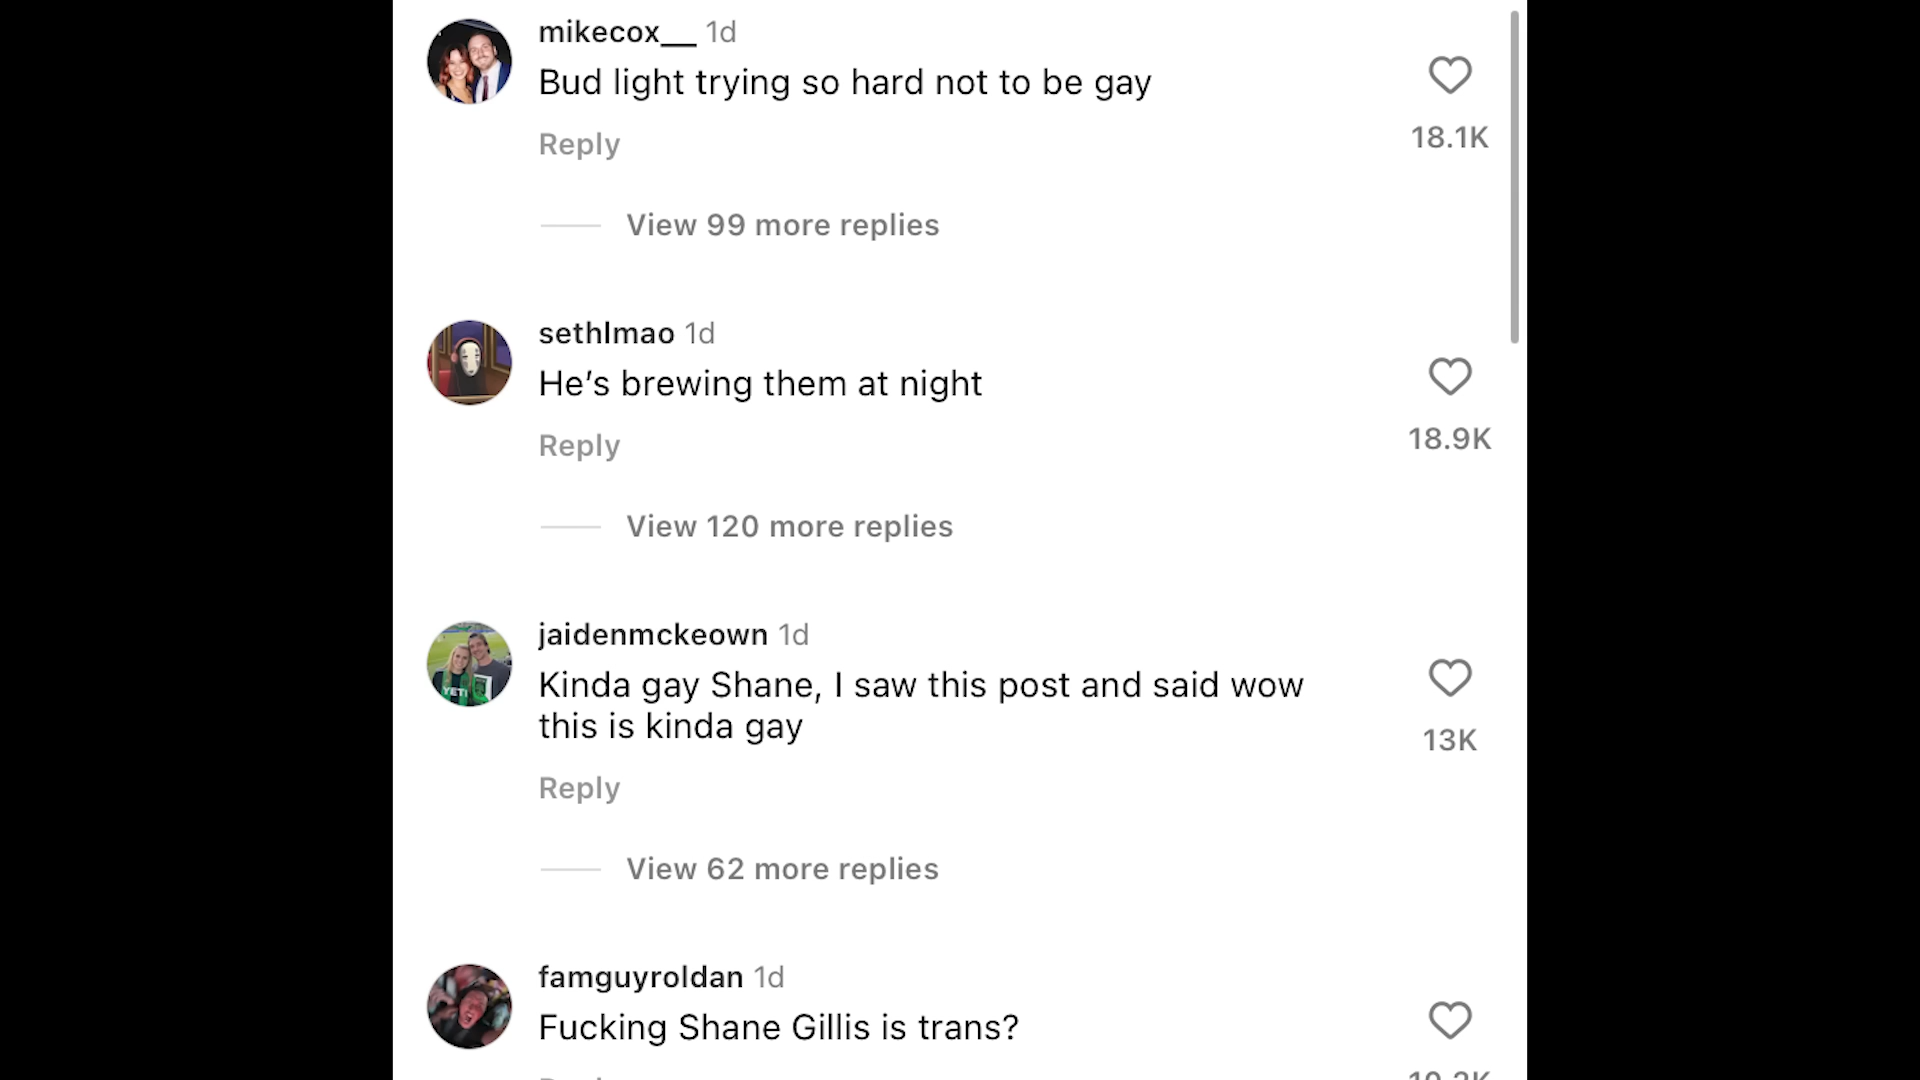 mikecox__ 1d
Bud light trying so hard not to be gay
18.1K
Reply
View 99 more replies
sethlmao 1d
He’s brewing them at night
18.9K
Reply
View 120 more replies
jaidenmckeown 1d
Kinda gay Shane, I saw this post and said wow
this is kinda gay
13K
Reply
View 62 more replies
famguyroldan 1d
Fucking Shane Gillis is trans?